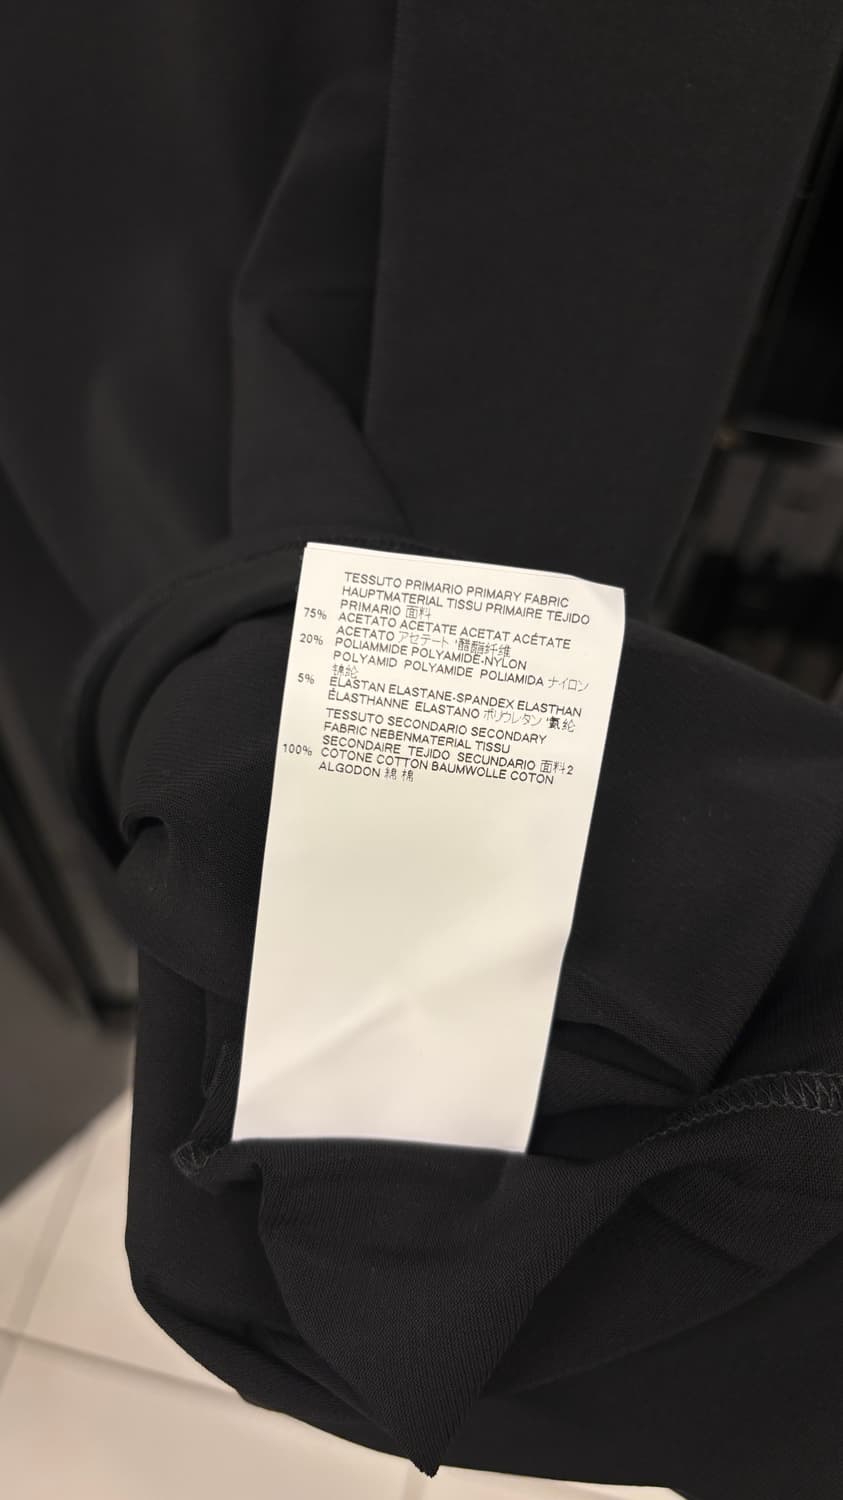 TESSUTO PRIMARIO PRIMARY FABRIC
HAUPTMATERIAL TISSU PRIMAIRE TEJIDO
PRIMARIO 面料
75% ACETATO ACETATE ACETAT ACÉTATE
ACETATO アセテート 醋酯纤维
20% POLIAMMIDE POLYAMIDE-NYLON
POLYAMID POLYAMIDE POLIAMIDA ナイロン
锦纶
5% ELASTAN ELASTANE-SPANDEX ELASTHAN
ÉLASTHANNE ELASTANO ポリウレタン 氨纶
TESSUTO SECONDARIO SECONDARY
FABRIC NEBENMATERIAL TISSU
SECONDAIRE TEJIDO SECUNDARIO 面料2
100% COTONE COTTON BAUMWOLLE COTON
ALGODON 綿 棉